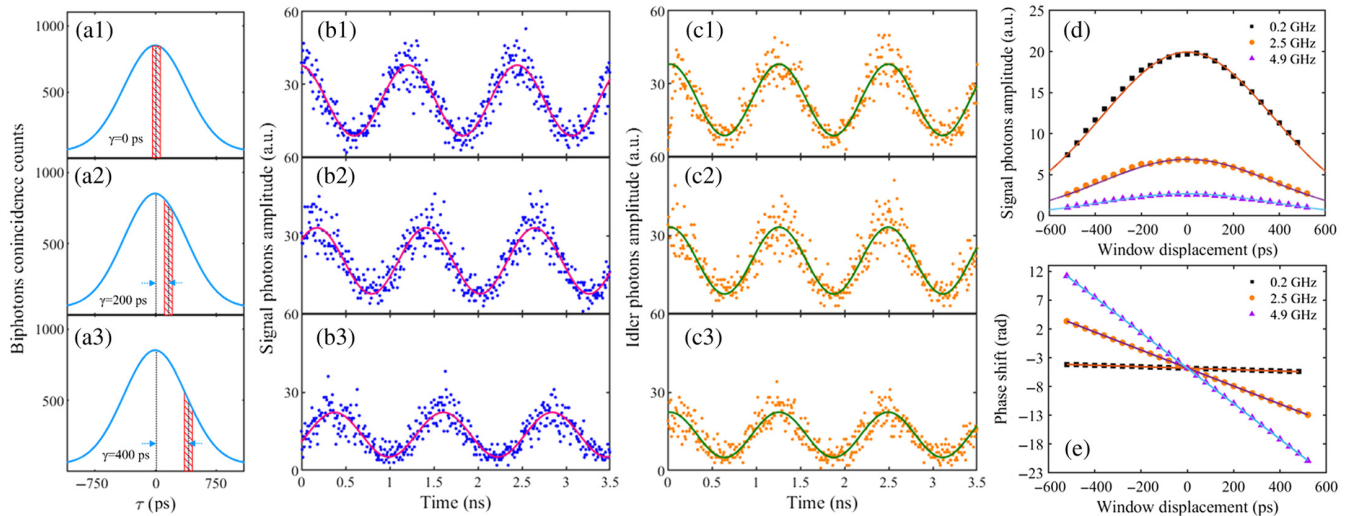 Biphotons coincidence counts
(a1)
1000
500
γ=0 ps
(a2)
1000
500
γ=200 ps
(a3)
1000
500
γ=400 ps
−750
0
750
τ (ps)
Signal photons amplitude (a.u.)
60
(b1)
30
60
(b2)
30
60
(b3)
30
0
0 0.5 1.0 1.5 2.0 2.5 3.0 3.5
Time (ns)
Idler photons amplitude (a.u.)
60
(c1)
30
60
(c2)
30
60
(c3)
30
0
0 0.5 1.0 1.5 2.0 2.5 3.0 3.5
Time (ns)
Signal photons amplitude (a.u.)
25
20
15
10
5
0
(d)
0.2 GHz
2.5 GHz
4.9 GHz
−600 −400 −200 0 200 400 600
Window displacement (ps)
Phase shift (rad)
12
7
2
−3
−8
−13
−18
−23
0.2 GHz
2.5 GHz
4.9 GHz
(e)
−600 −400 −200 0 200 400 600
Window displacement (ps)